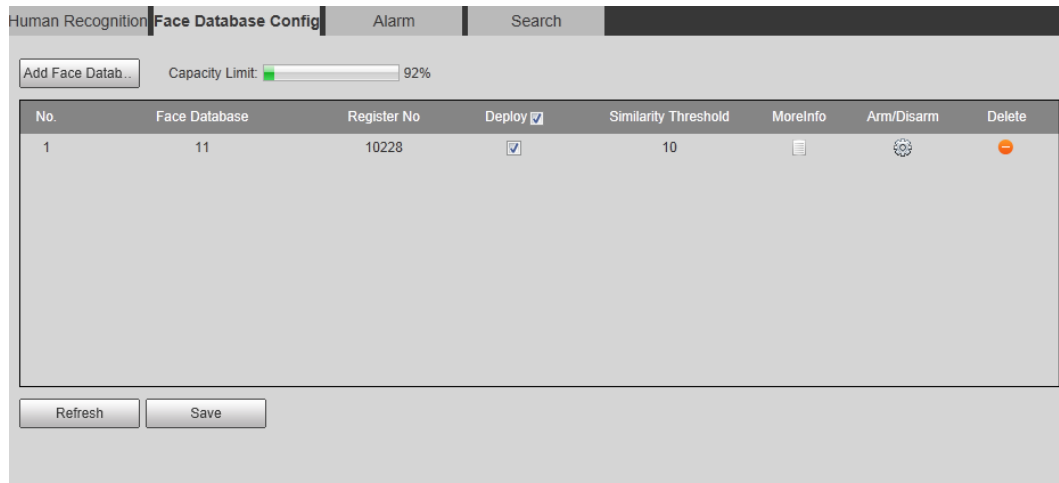 Human Recognition Face Database Config Alarm Search
Add Face Datab... Capacity Limit: 92%
No. Face Database Register No Deploy Similarity Threshold MoreInfo Arm/Disarm Delete
1 11 10228 10
Refresh Save